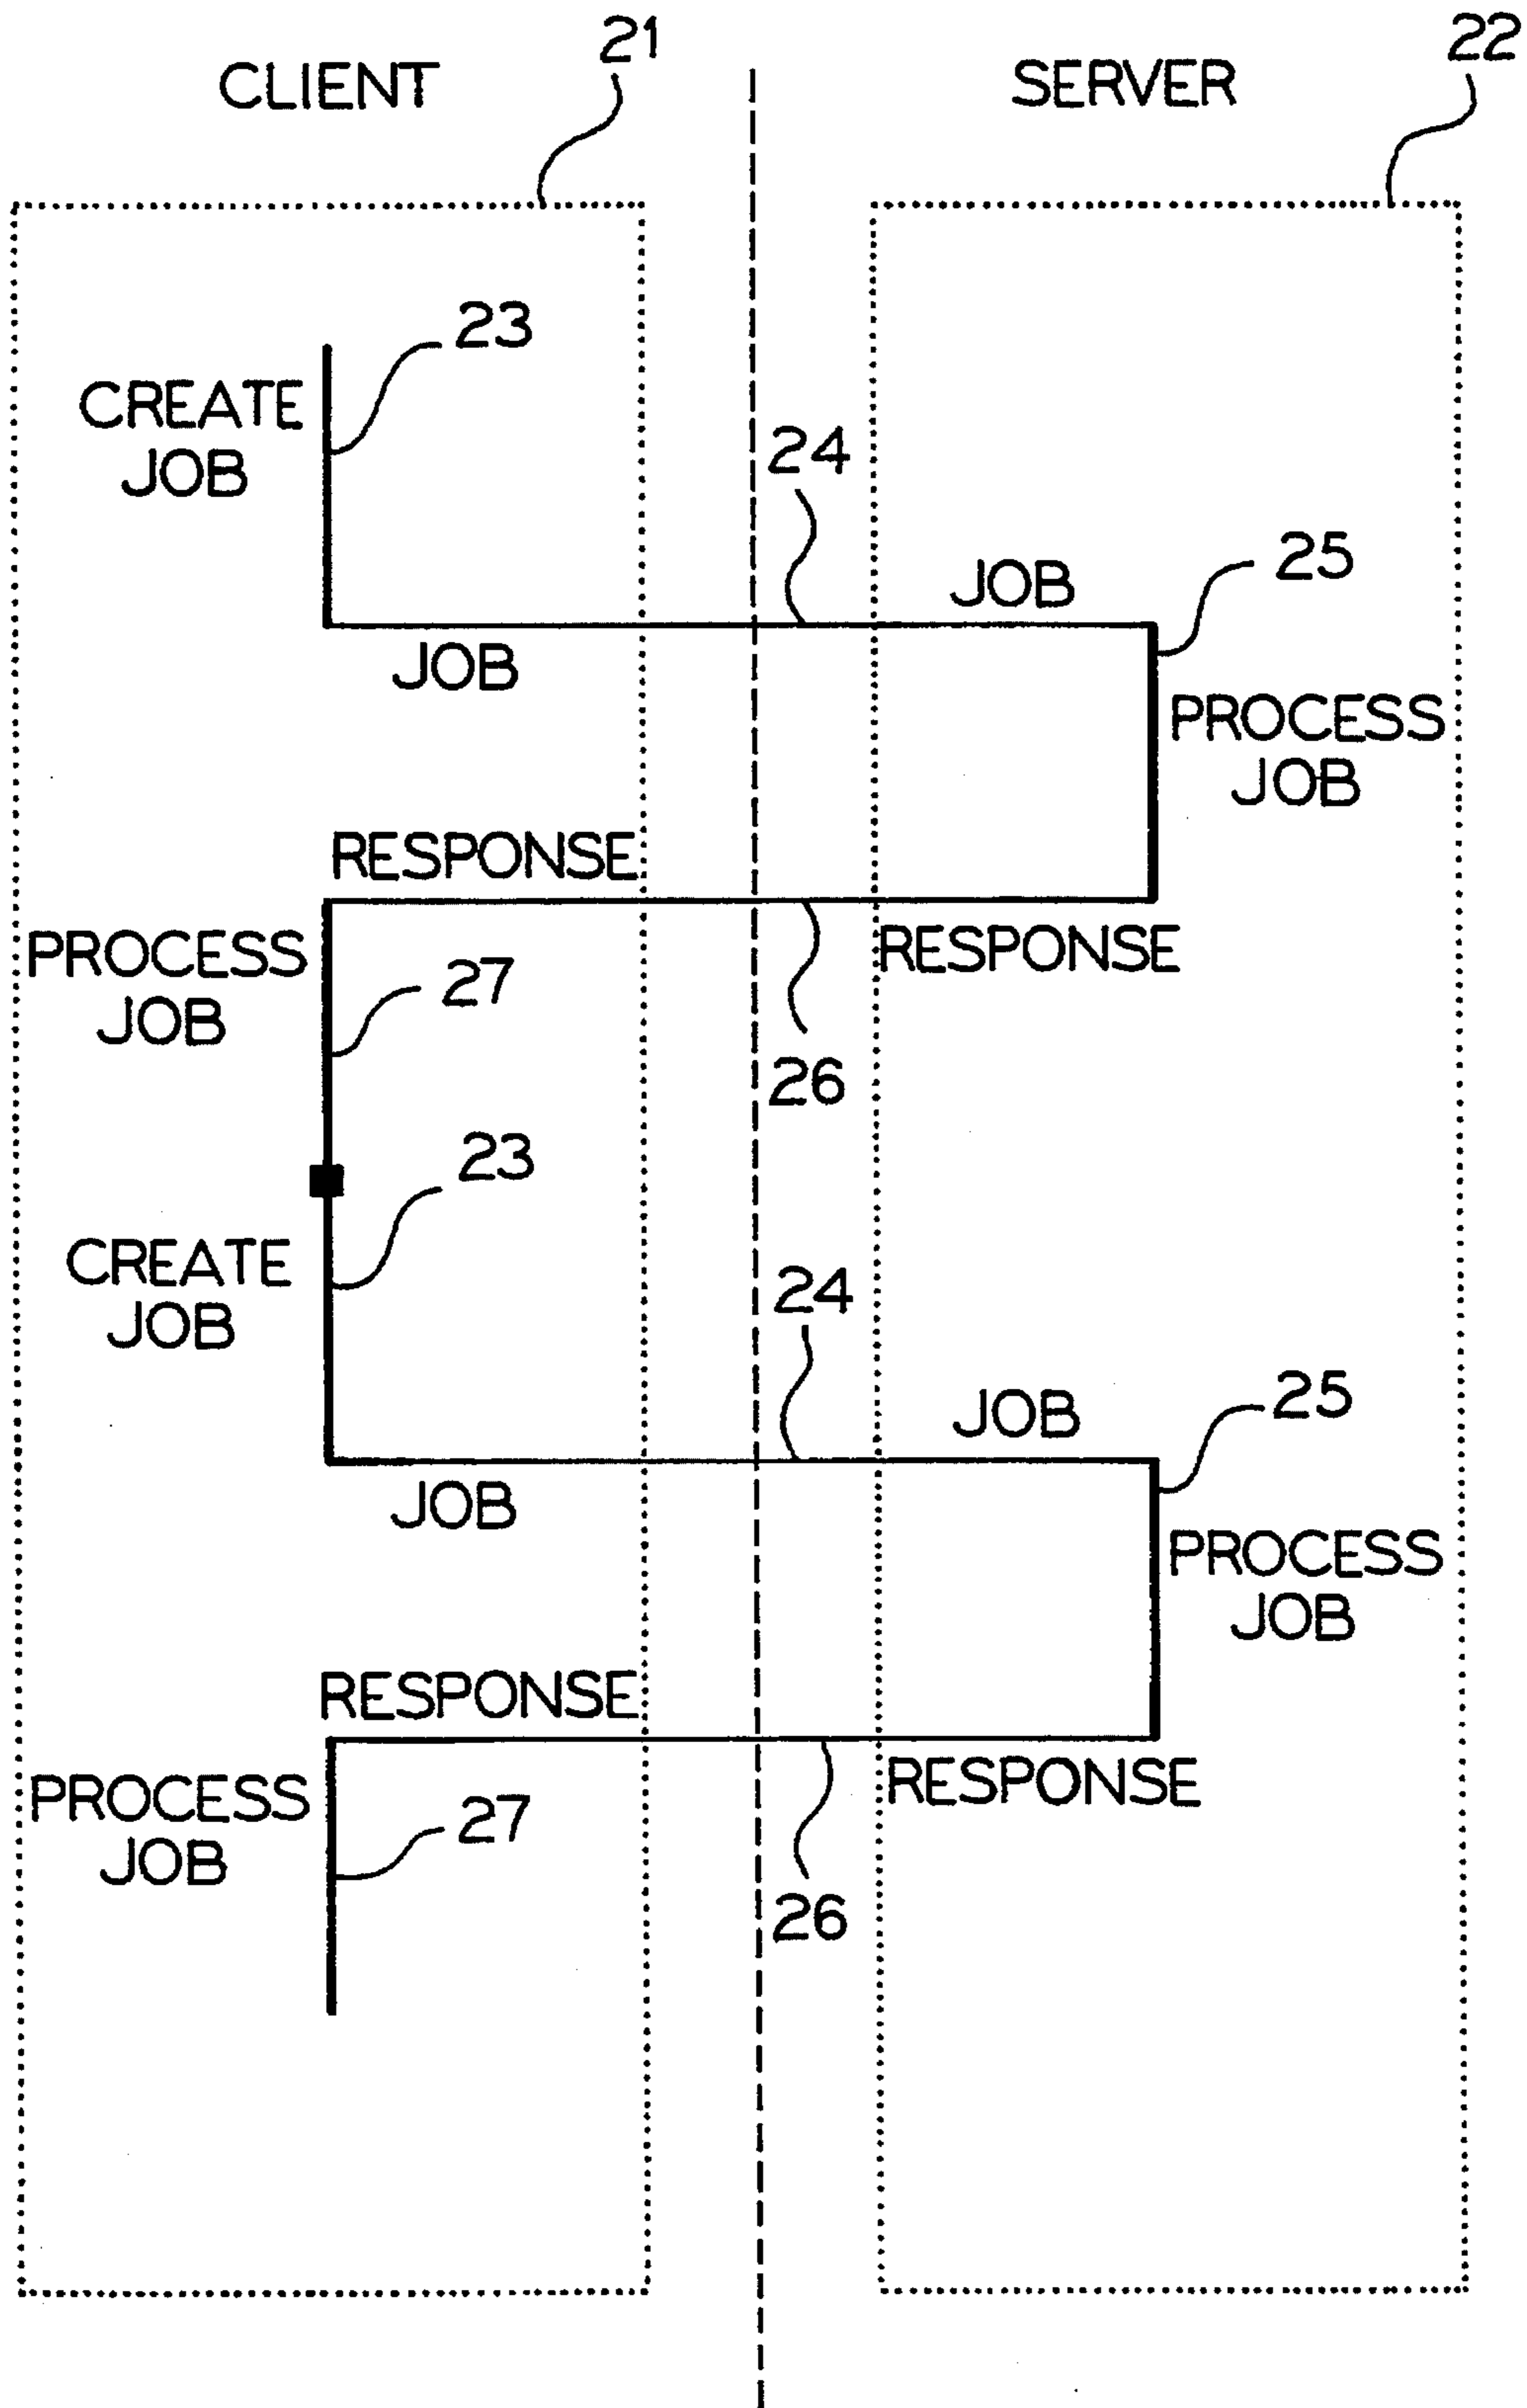 21
22
CLIENT
SERVER
23
CREATE
JOB
24
25
JOB
JOB
PROCESS
JOB
RESPONSE
RESPONSE
PROCESS
JOB
27
26
23
CREATE
JOB
24
25
JOB
JOB
PROCESS
JOB
RESPONSE
RESPONSE
PROCESS
JOB
27
26